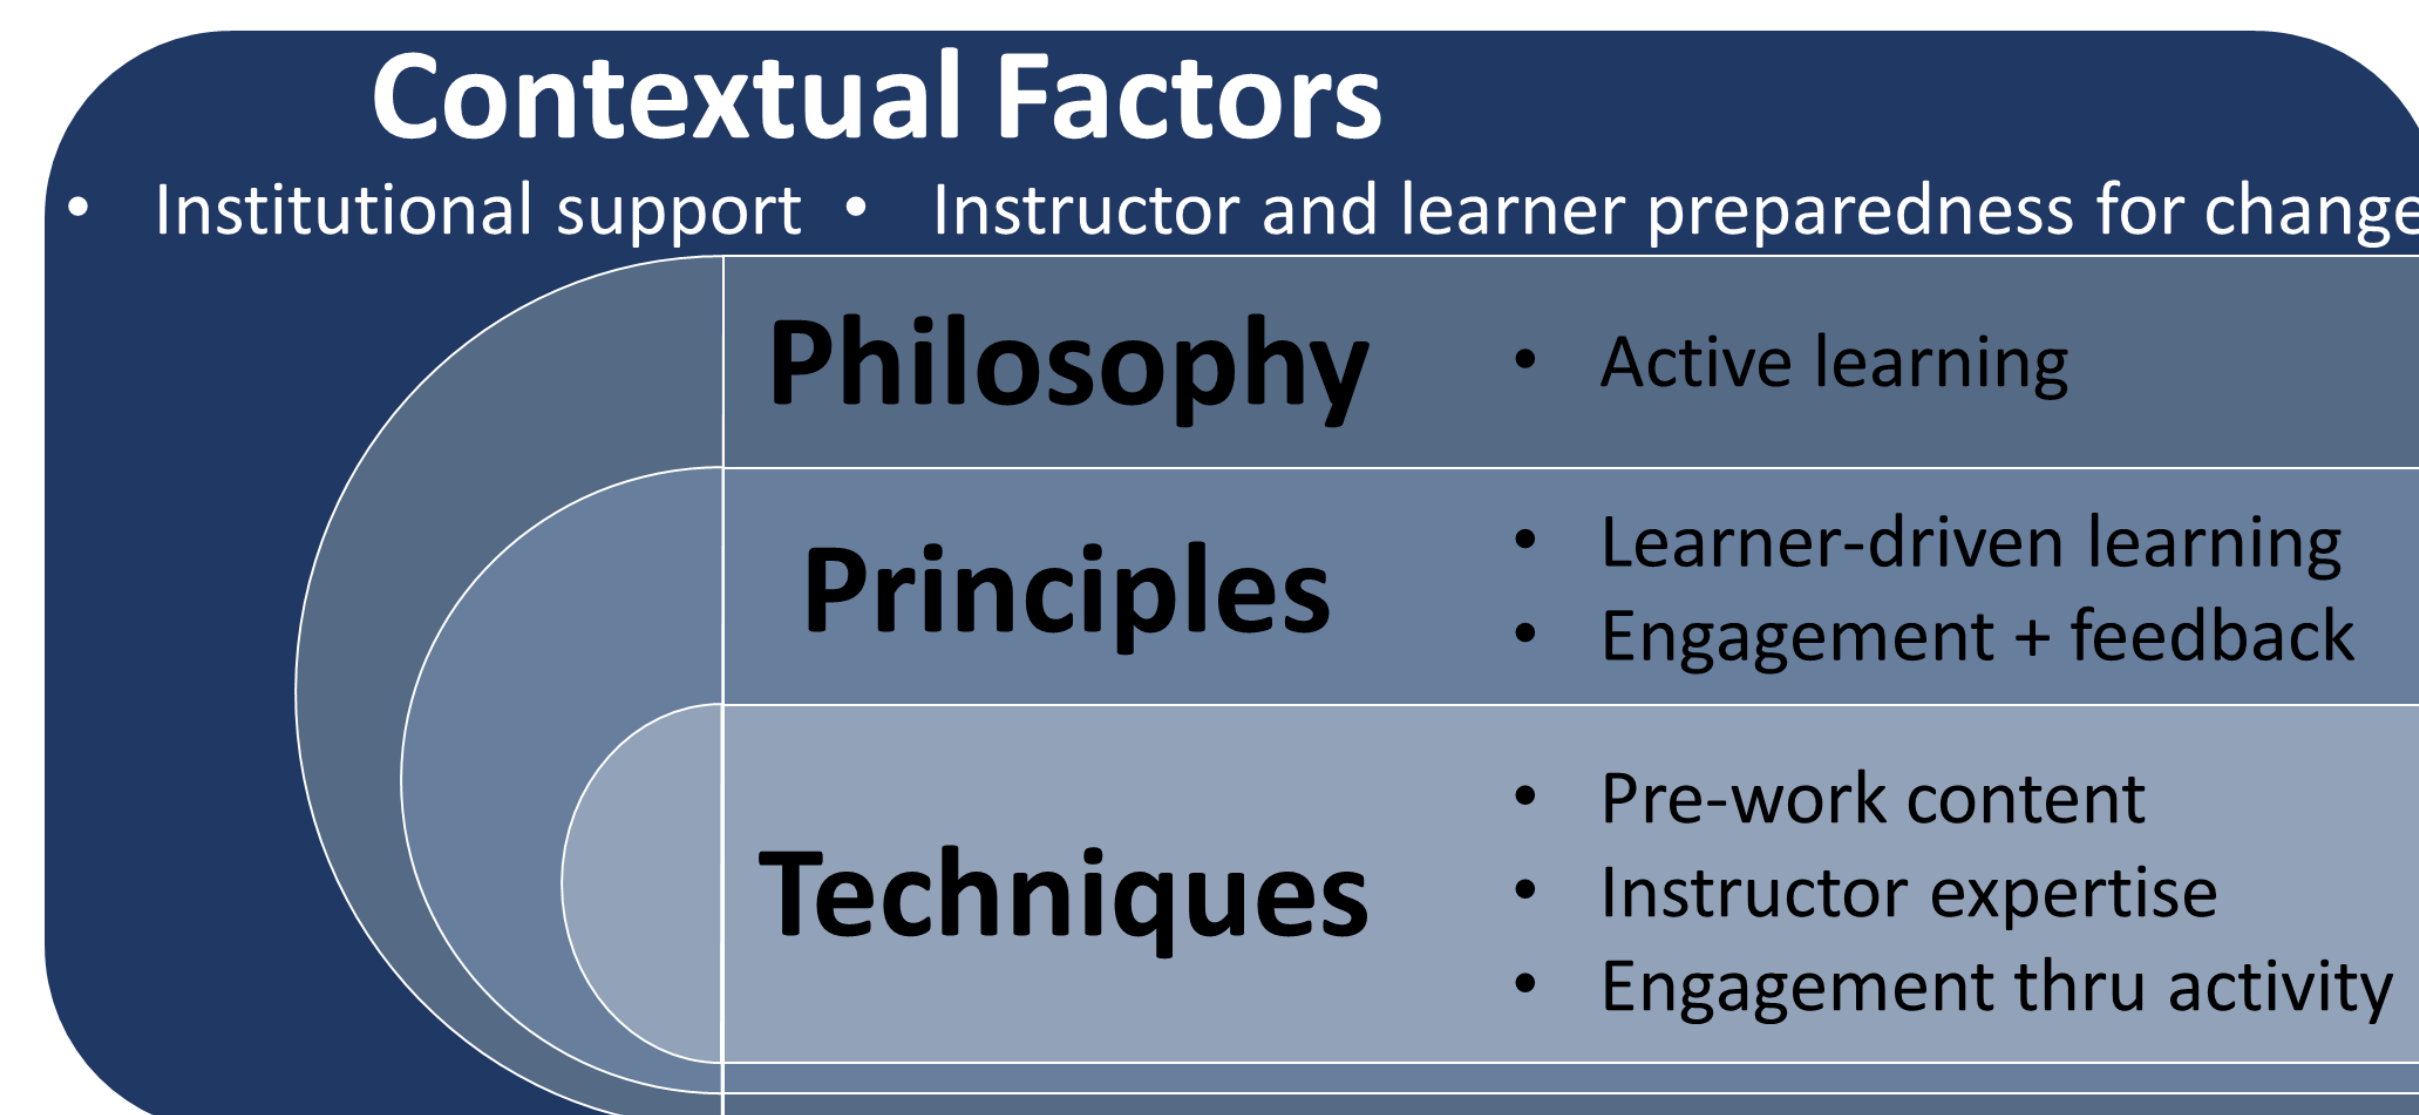 Contextual Factors
• Institutional support • Instructor and learner preparedness for change
Philosophy
• Active learning
Principles
• Learner-driven learning
• Engagement + feedback
Techniques
• Pre-work content
• Instructor expertise
• Engagement thru activity